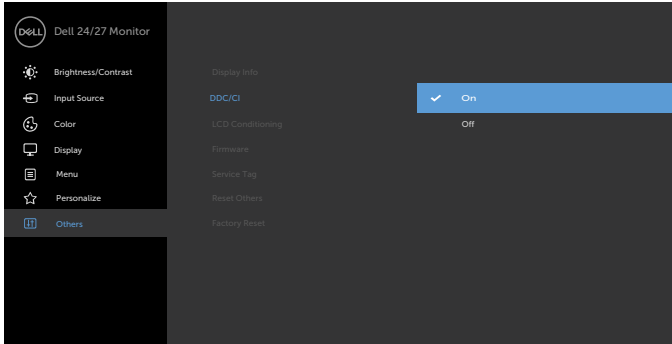 DELL Dell 24/27 Monitor
Brightness/Contrast
Input Source
Color
Display
Menu
Personalize
Others
Display Info
DDC/CI
LCD Conditioning
Firmware
Service Tag
Reset Others
Factory Reset
On
Off